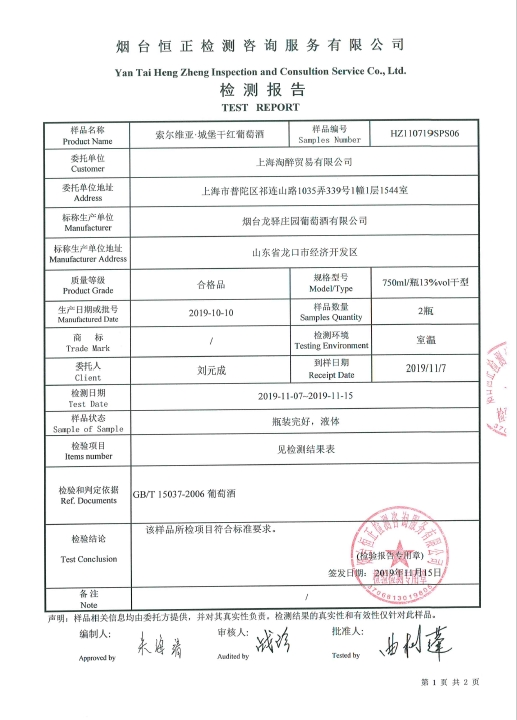 烟台恒正检测咨询服务有限公司
Yan Tai Heng Zheng Inspection and Consultion Service Co., Ltd.
检测报告
TEST REPORT
样品名称 索尔维亚·城堡干红葡萄酒 样品编号 HZ110719SPS06
Product Name Samples Number
委托单位 上海淘醉贸易有限公司
Customer
委托单位地址 上海市普陀区祁连山路1035弄339号1幢1层1544室
Address
标称生产单位 烟台龙驿庄园葡萄酒有限公司
Manufacturer
标称生产单位地址 山东省龙口市经济开发区
Manufacturer Address
质量等级 合格品 规格型号 750ml/瓶13%vol干型
Product Grade Model/Type
生产日期或批号 2019-10-10 样品数量 2瓶
Manufactured Date Samples Quantity
商 标 / 检测环境 室温
Trade Mark Testing Environment
委托人 刘元成 到样日期 2019/11/7
Client Receipt Date
检测日期 2019-11-07~2019-11-15
Test Date
样品状态 瓶装完好，液体
Sample of Sample
检验项目 见检测结果表
Items number
检验和判定依据 GB/T 15037-2006 葡萄酒
Ref. Documents
检验结论 该样品所检项目符合标准要求。
Test Conclusion (检验报告专用章)
签发日期: 2019年11月15日
备 注 /
Note
声明：样品相关信息均由委托方提供，并对其真实性负责，检测结果的真实性和有效性仅针对此样品。
编制人: 审核人: 批准人:
Approved by Audited by Tested by
第 1 页 共 2 页